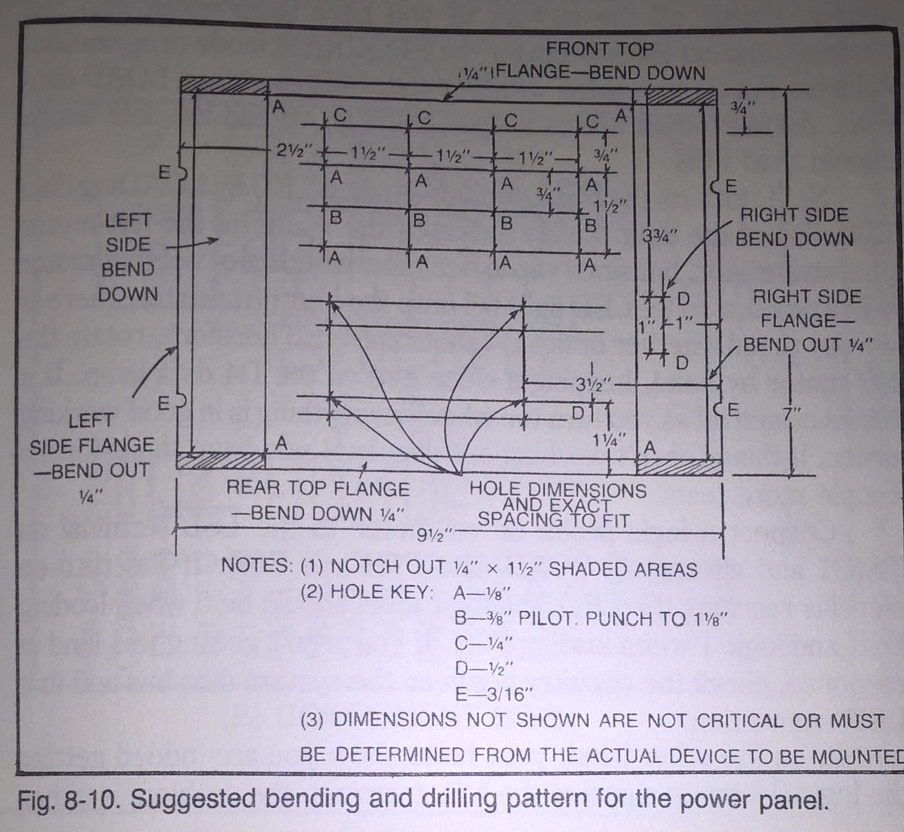 FRONT TOP
¼" FLANGE—BEND DOWN
A
A
C
C
C
C
¾"
2½"
1½"
1½"
1½"
¾"
E
E
A
A
A
A
¾"
1½"
B
B
B
B
A
A
A
A
LEFT
SIDE
BEND
DOWN
3¾"
RIGHT SIDE
BEND DOWN
D
1"
1"
D
RIGHT SIDE
FLANGE—
BEND OUT ¼"
3½"
D
E
E
7"
1¼"
LEFT
SIDE FLANGE
—BEND OUT
¼"
A
A
REAR TOP FLANGE
—BEND DOWN ¼"
HOLE DIMENSIONS
AND EXACT
SPACING TO FIT
9½"
NOTES: (1) NOTCH OUT ¼" × 1½" SHADED AREAS
(2) HOLE KEY: A—⅛"
B—⅜" PILOT. PUNCH TO 1⅛"
C—¼"
D—½"
E—3/16"
(3) DIMENSIONS NOT SHOWN ARE NOT CRITICAL OR MUST
BE DETERMINED FROM THE ACTUAL DEVICE TO BE MOUNTED
Fig. 8-10. Suggested bending and drilling pattern for the power panel.